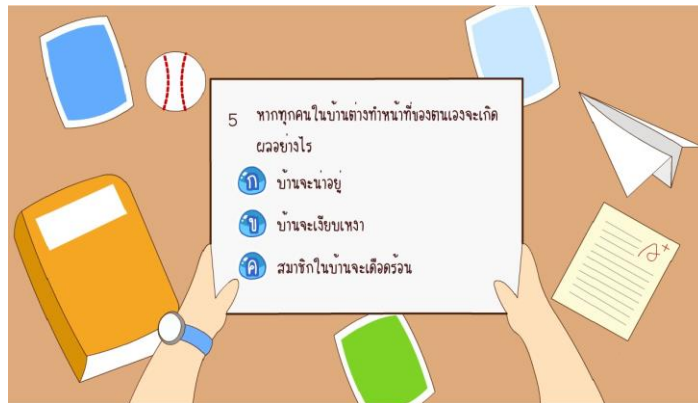 5 หากทุกคนในบ้านต่างทำหน้าที่ของตนเองจะเกิด
ผลอย่างไร
ก บ้านจะน่าอยู่
ข บ้านจะเงียบเหงา
ค สมาชิกในบ้านจะเดือดร้อน
A+